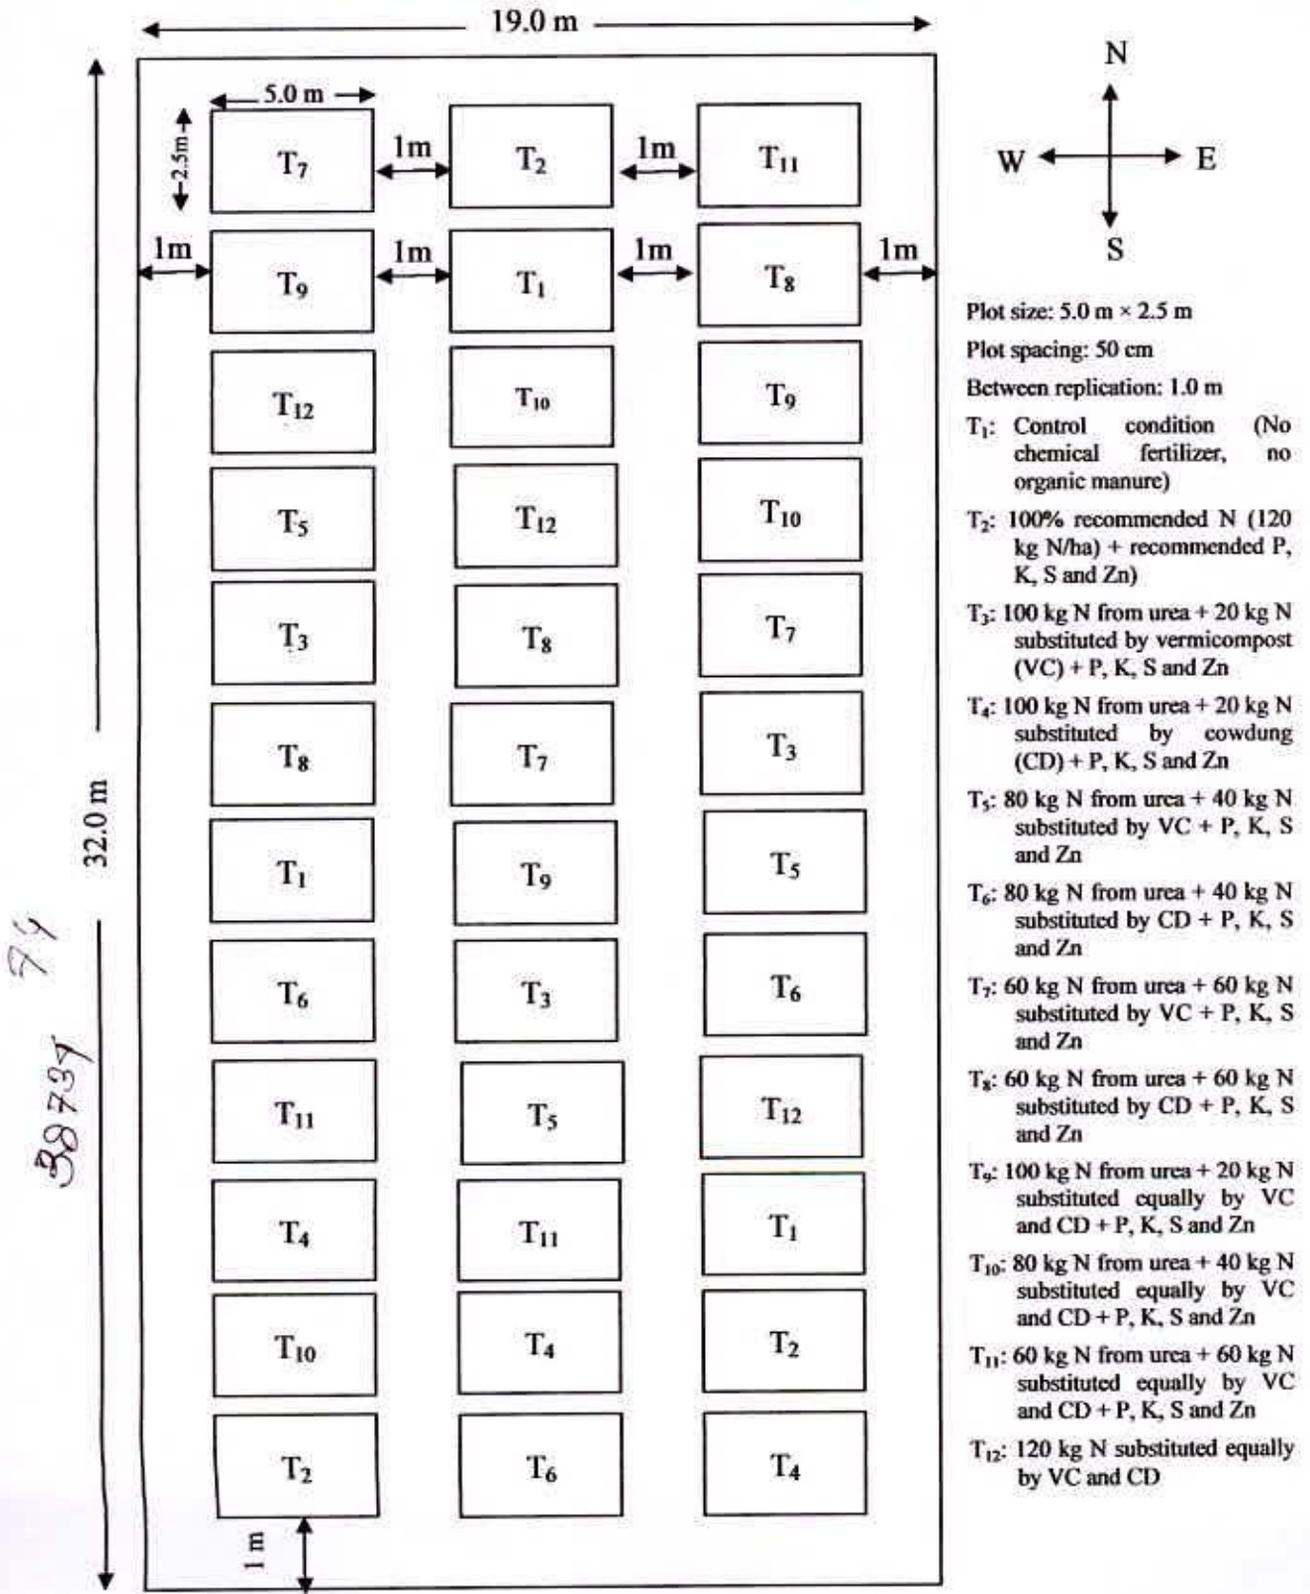 19.0 m
N
W E
S
5.0 m
2.5m
T7 1m T2 1m T11
1m T9 1m T1 1m T8 1m
T12 T10 T9
T5 T12 T10
T3 T8 T7
T8 T7 T3
32.0 m
T1 T9 T5
T6 T3 T6
T11 T5 T12
T4 T11 T1
T10 T4 T2
T2 T6 T4
1 m
Plot size: 5.0 m × 2.5 m
Plot spacing: 50 cm
Between replication: 1.0 m
T1: Control condition (No
chemical fertilizer, no
organic manure)
T2: 100% recommended N (120
kg N/ha) + recommended P,
K, S and Zn)
T3: 100 kg N from urea + 20 kg N
substituted by vermicompost
(VC) + P, K, S and Zn
T4: 100 kg N from urea + 20 kg N
substituted by cowdung
(CD) + P, K, S and Zn
T5: 80 kg N from urea + 40 kg N
substituted by VC + P, K, S
and Zn
T6: 80 kg N from urea + 40 kg N
substituted by CD + P, K, S
and Zn
T7: 60 kg N from urea + 60 kg N
substituted by VC + P, K, S
and Zn
T8: 60 kg N from urea + 60 kg N
substituted by CD + P, K, S
and Zn
T9: 100 kg N from urea + 20 kg N
substituted equally by VC
and CD + P, K, S and Zn
T10: 80 kg N from urea + 40 kg N
substituted equally by VC
and CD + P, K, S and Zn
T11: 60 kg N from urea + 60 kg N
substituted equally by VC
and CD + P, K, S and Zn
T12: 120 kg N substituted equally
by VC and CD